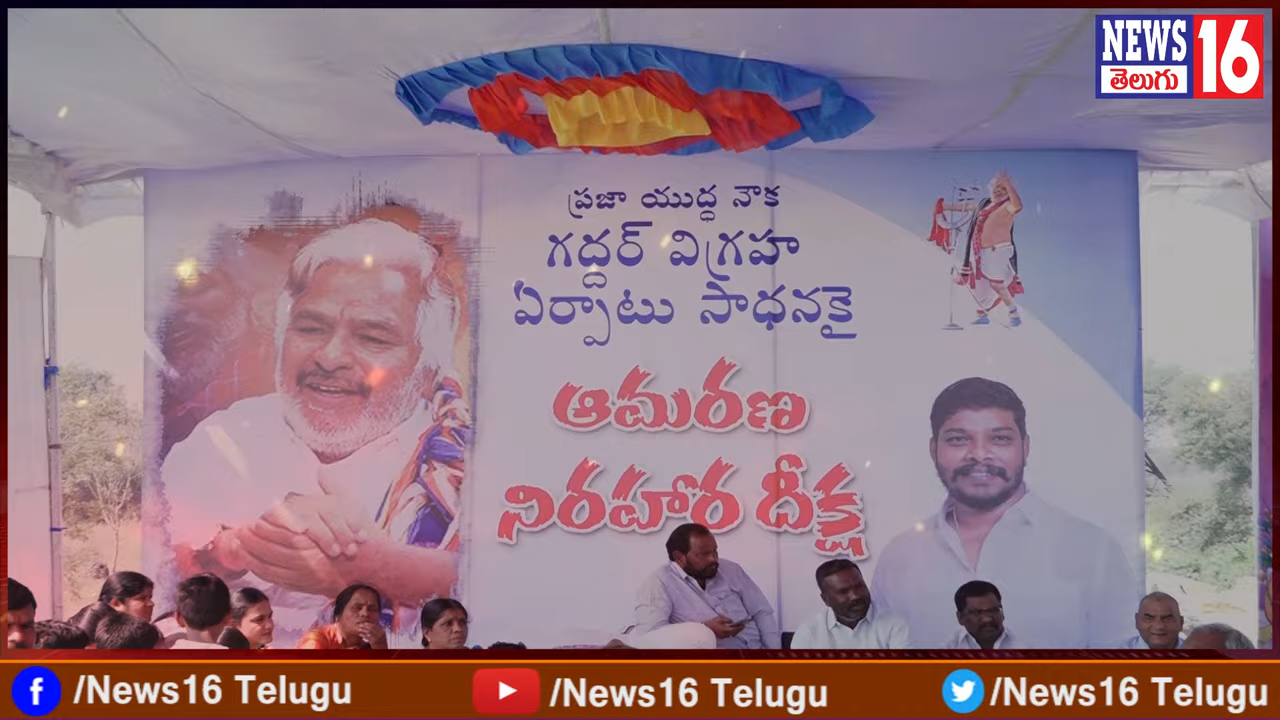 NEWS
తెలుగు
16
ప్రజా యుద్ధ నౌక
గద్దర్ విగ్రహ
ఏర్పాటు సాధనకై
ఆమరణ
నిరహార దీక్ష
/News16 Telugu
/News16 Telugu
/News16 Telugu